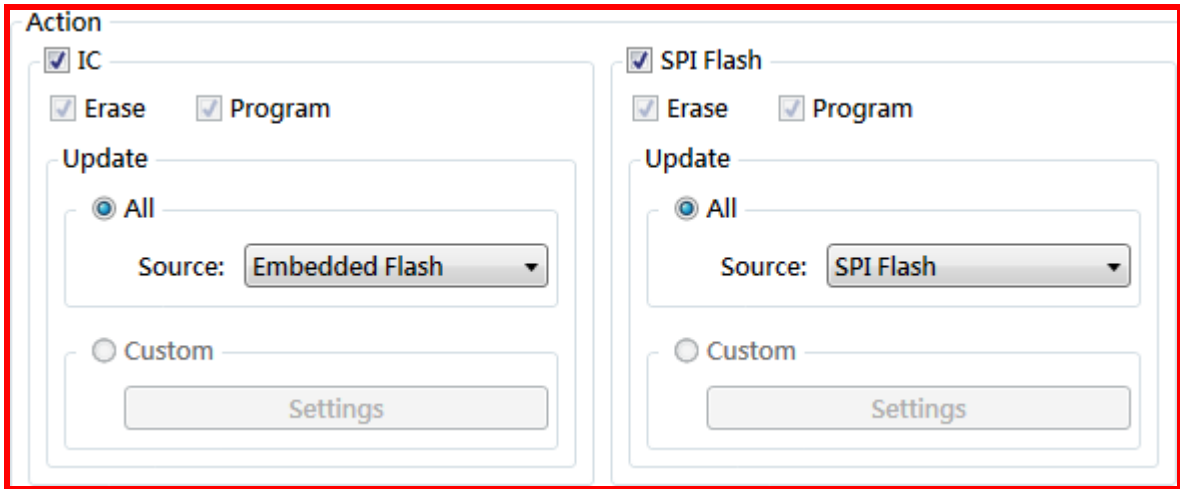 Action
IC
Erase Program
Update
All
Source: Embedded Flash
Custom
Settings
SPI Flash
Erase Program
Update
All
Source: SPI Flash
Custom
Settings